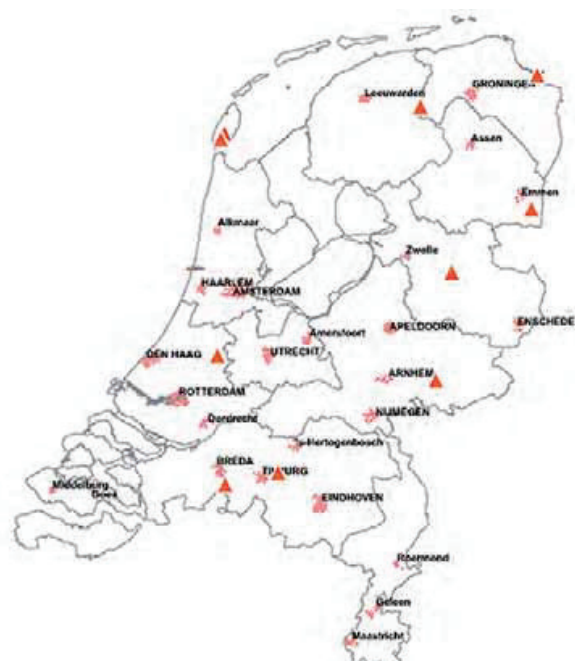 Leeuwarden
GRONINGEN
Assen
Emmen
Alkmaar
Zwolle
HAARLEM
AMSTERDAM
ENSCHEDE
APELDOORN
Amersfoort
DEN HAAG
UTRECHT
ARNHEM
ROTTERDAM
NIJMEGEN
Dordrecht
s-Hertogenbosch
BREDA
TILBURG
Middelburg
Goes
EINDHOVEN
Roermond
Geleen
Maastricht